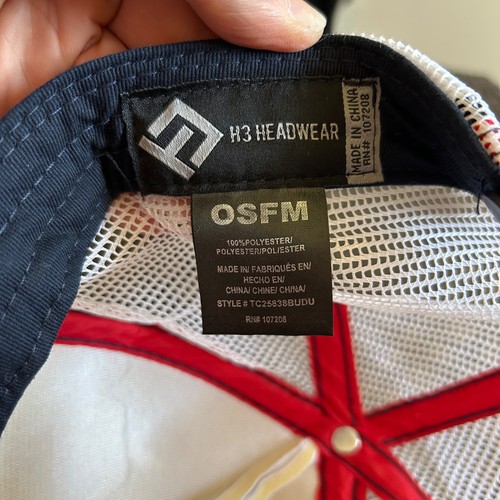 H3 HEADWEAR
MADE IN CHINA
RN# 107208
OSFM
100%POLYESTER/
POLYESTER/POLIESTER
MADE IN/ FABRIQUÉS EN/
HECHO EN/
CHINA/ CHINE/ CHINA/
STYLE # TC25838BUDU
RN# 107208